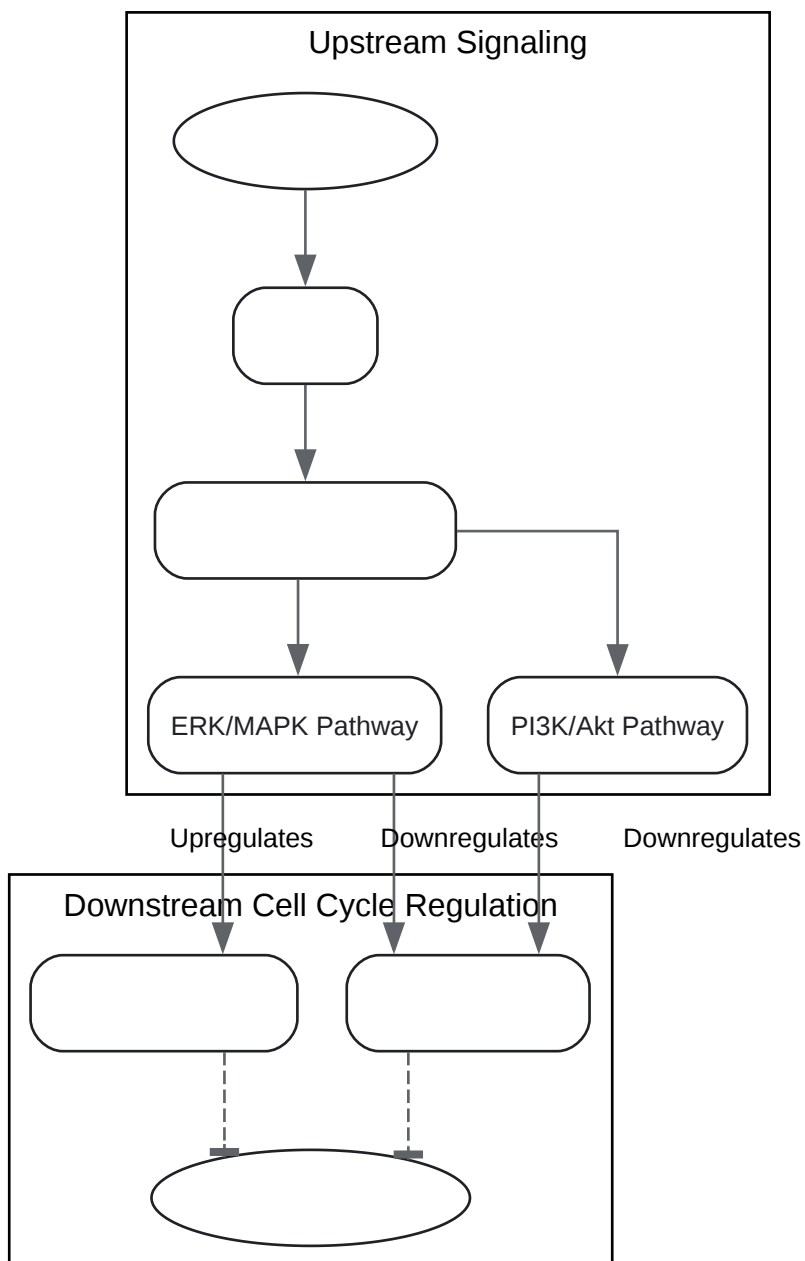 Upstream Signaling
ERK/MAPK Pathway
PI3K/Akt Pathway
Upregulates
Downregulates
Downregulates
Downstream Cell Cycle Regulation